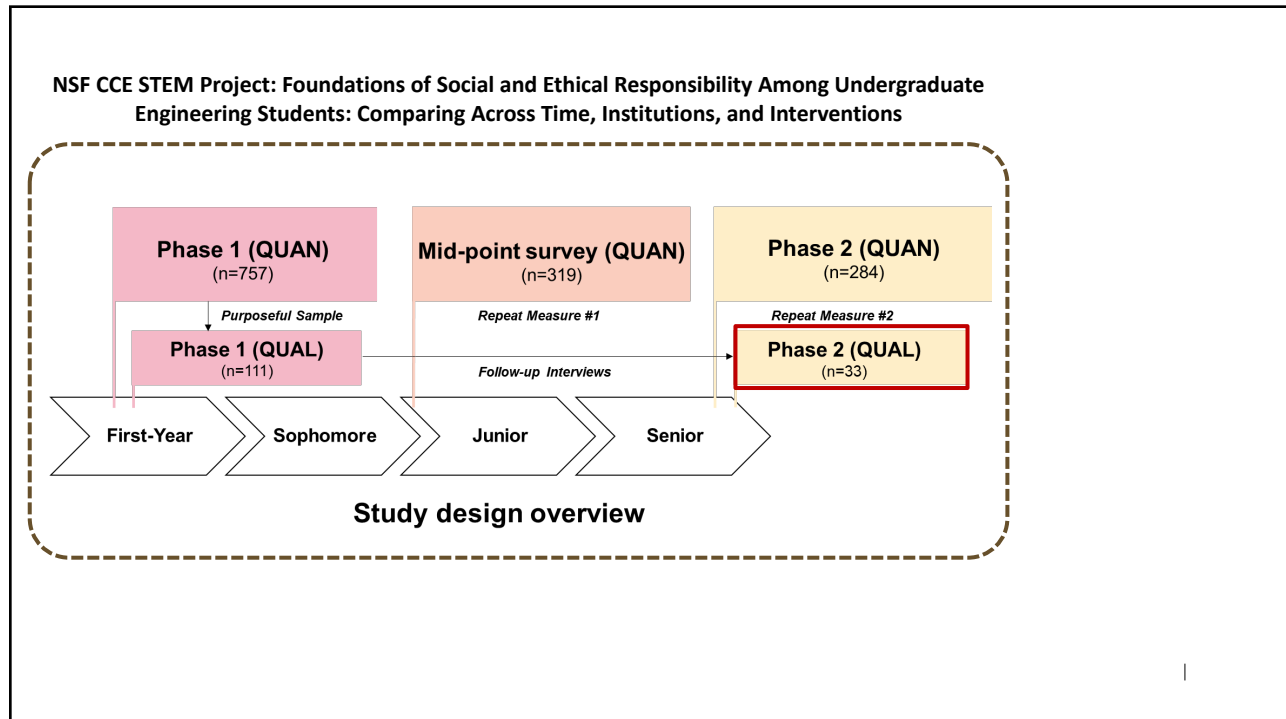 NSF CCE STEM Project: Foundations of Social and Ethical Responsibility Among Undergraduate
Engineering Students: Comparing Across Time, Institutions, and Interventions
Phase 1 (QUAN)
(n=757)
Mid-point survey (QUAN)
(n=319)
Phase 2 (QUAN)
(n=284)
Purposeful Sample
Repeat Measure #1
Repeat Measure #2
Phase 1 (QUAL)
(n=111)
Follow-up Interviews
Phase 2 (QUAL)
(n=33)
First-Year
Sophomore
Junior
Senior
Study design overview